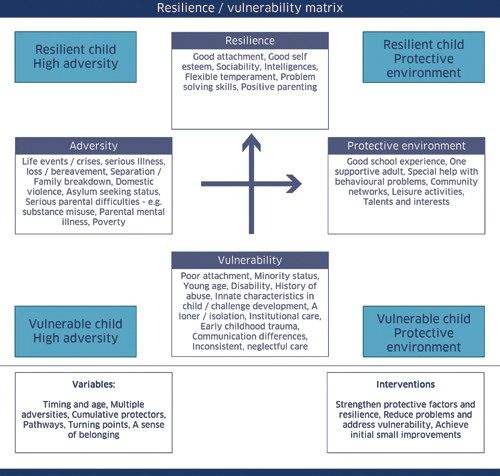 Resilience / vulnerability matrix
Resilient child
High adversity
Resilience
Good attachment, Good self
esteem, Sociability, Intelligences,
Flexible temperament, Problem
solving skills, Positive parenting
Resilient child
Protective
environment
Adversity
Life events / crises, serious Illness,
loss / bereavement, Separation /
Family breakdown, Domestic
violence, Asylum seeking status,
Serious parental difficulties - e.g.
substance misuse, Parental mental
illness, Poverty
Protective environment
Good school experience, One
supportive adult, Special help with
behavioural problems, Community
networks, Leisure activities,
Talents and interests
Vulnerable child
High adversity
Vulnerability
Poor attachment, Minority status,
Young age, Disability, History of
abuse, Innate characteristics in
child / challenge development, A
loner / isolation, Institutional care,
Early childhood trauma,
Communication differences,
Inconsistent, neglectful care
Vulnerable child
Protective
environment
Variables:
Timing and age, Multiple
adversities, Cumulative protectors,
Pathways, Turning points, A sense
of belonging
Interventions
Strengthen protective factors and
resilience, Reduce problems and
address vulnerability, Achieve
initial small improvements